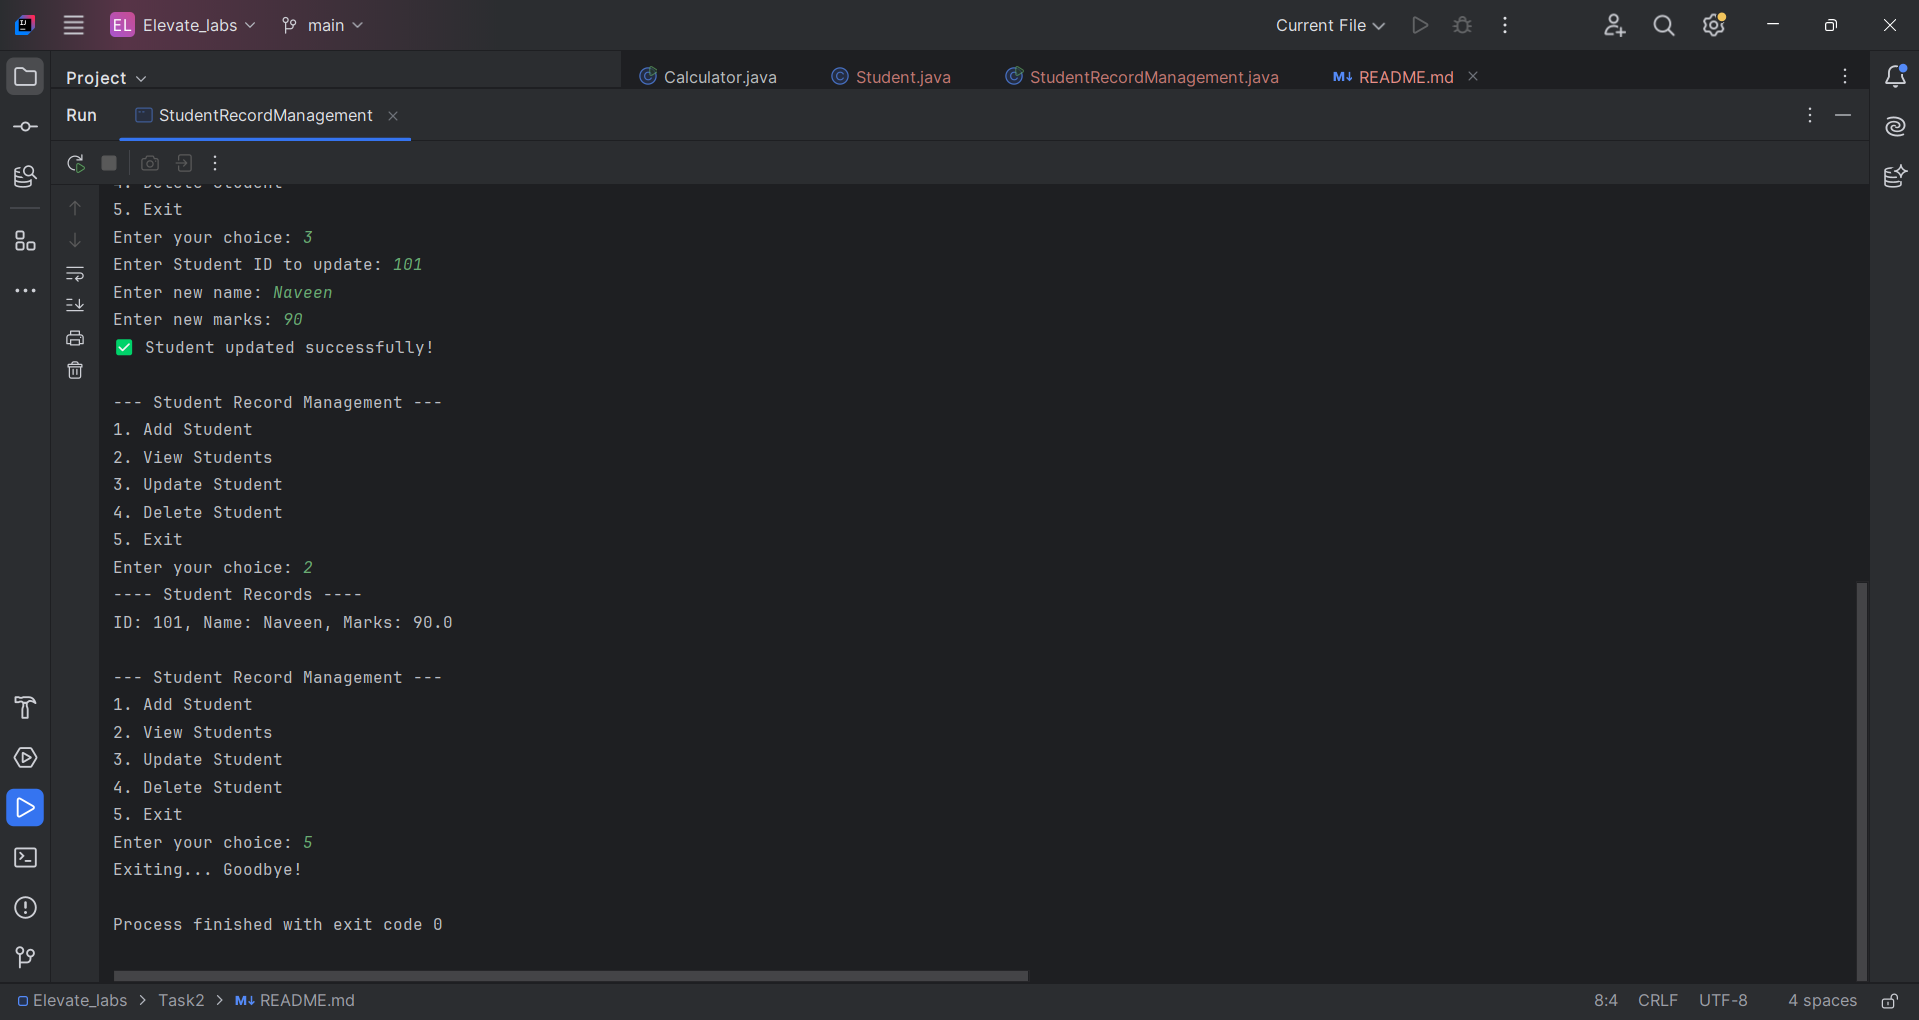 EL Elevate_labs main Current File
Project Calculator.java Student.java StudentRecordManagement.java M↓ README.md
Run StudentRecordManagement
4. Delete Student
5. Exit
Enter your choice: 3
Enter Student ID to update: 101
Enter new name: Naveen
Enter new marks: 90
✅ Student updated successfully!
--- Student Record Management ---
1. Add Student
2. View Students
3. Update Student
4. Delete Student
5. Exit
Enter your choice: 2
---- Student Records ----
ID: 101, Name: Naveen, Marks: 90.0
--- Student Record Management ---
1. Add Student
2. View Students
3. Update Student
4. Delete Student
5. Exit
Enter your choice: 5
Exiting... Goodbye!
Process finished with exit code 0
Elevate_labs > Task2 > M↓ README.md 8:4 CRLF UTF-8 4 spaces